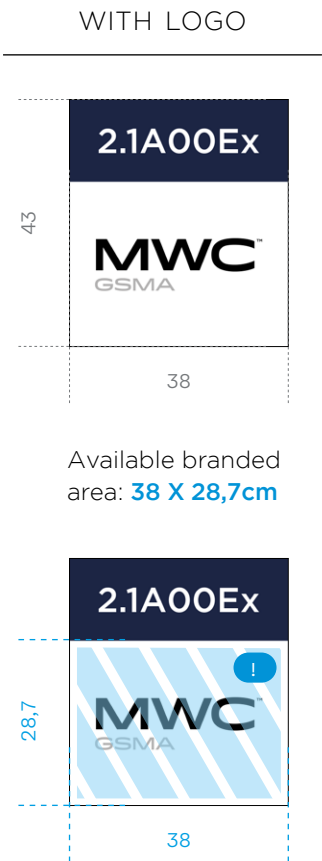 WITH LOGO
2.1A00Ex
43
MWC™
GSMA
38
Available branded
area: 38 X 28,7cm
2.1A00Ex
!
28,7
MWC™
GSMA
38